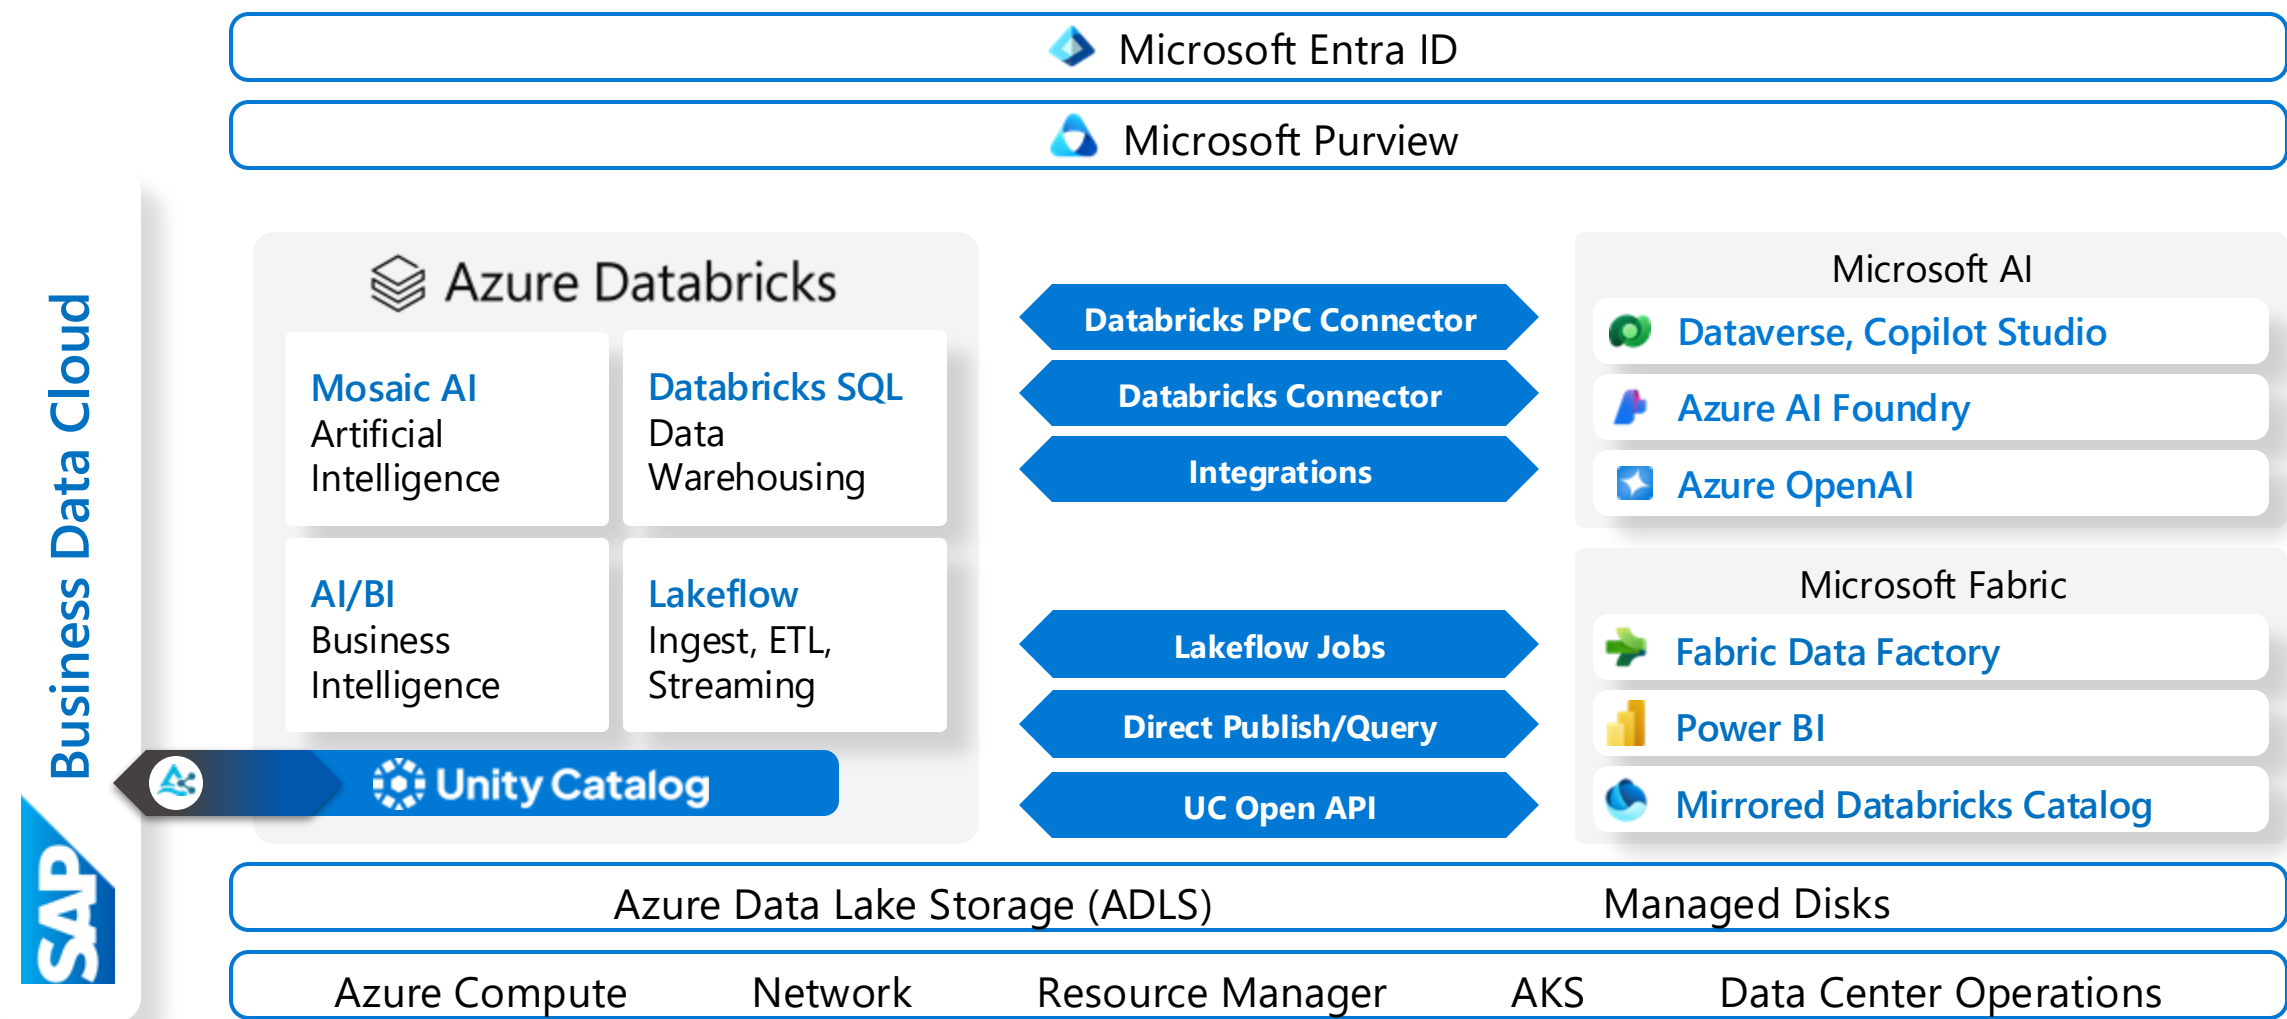 Microsoft Entra ID
Microsoft Purview
Business Data Cloud
SAP
Azure Databricks
Mosaic AI
Artificial
Intelligence
Databricks SQL
Data
Warehousing
AI/BI
Business
Intelligence
Lakeflow
Ingest, ETL,
Streaming
Unity Catalog
Databricks PPC Connector
Databricks Connector
Integrations
Lakeflow Jobs
Direct Publish/Query
UC Open API
Microsoft AI
Dataverse, Copilot Studio
Azure AI Foundry
Azure OpenAI
Microsoft Fabric
Fabric Data Factory
Power BI
Mirrored Databricks Catalog
Azure Data Lake Storage (ADLS)
Managed Disks
Azure Compute
Network
Resource Manager
AKS
Data Center Operations